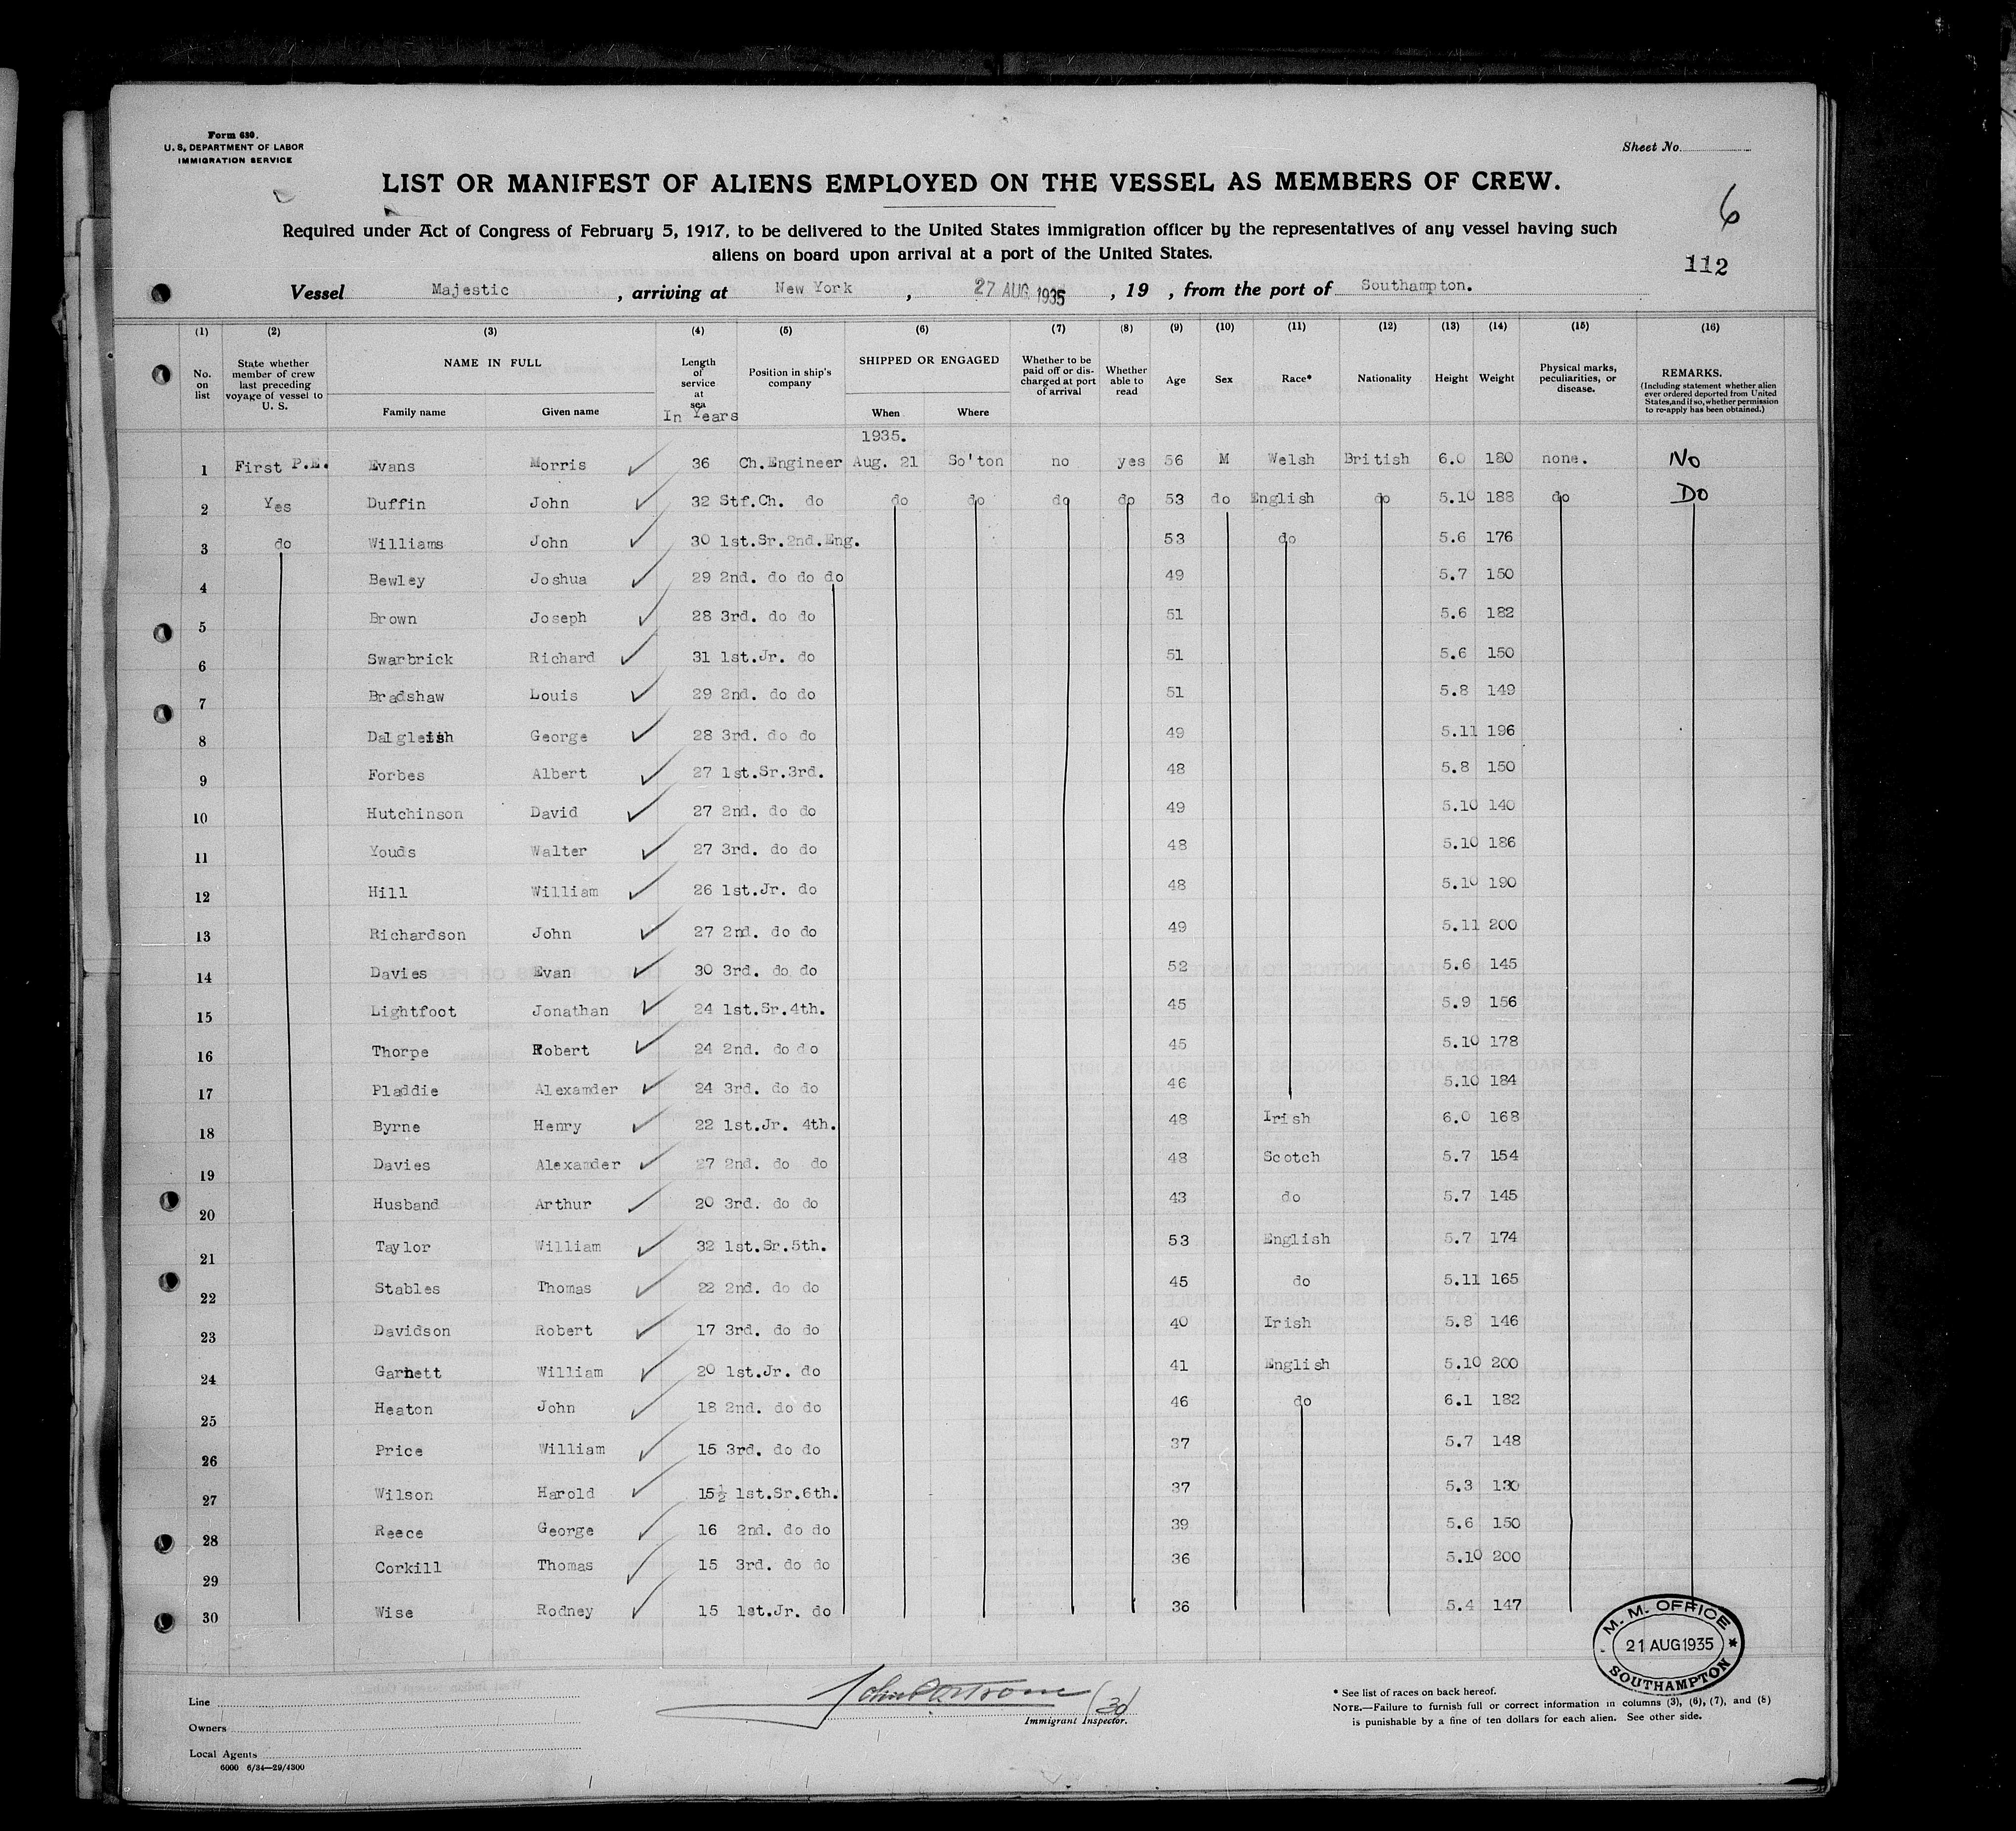 Form 630.
U. S. DEPARTMENT OF LABOR
IMMIGRATION SERVICE
Sheet No.
LIST OR MANIFEST OF ALIENS EMPLOYED ON THE VESSEL AS MEMBERS OF CREW.
6
Required under Act of Congress of February 5, 1917, to be delivered to the United States immigration officer by the representatives of any vessel having such
aliens on board upon arrival at a port of the United States.
112
Vessel Majestic , arriving at New York , 27 AUG 1935 , 19 , from the port of Southampton.
(1) (2) (3) (4) (5) (6) (7) (8) (9) (10) (11) (12) (13) (14) (15) (16)
No. on list State whether member of crew last preceding voyage of vessel to U. S. NAME IN FULL Family name Given name Length of service at sea In Years Position in ship's company SHIPPED OR ENGAGED When Where Whether to be paid off or discharged at port of arrival Whether able to read Age Sex Race* Nationality Height Weight Physical marks, peculiarities, or disease. REMARKS. (Including statement whether alien ever ordered deported from United States, and if so, whether permission to re-apply has been obtained.)
1935.
1 First P.E. Evans Morris 36 Ch.Engineer Aug. 21 So'ton no yes 56 M Welsh British 6.0 180 none. No
2 Yes Duffin John 32 Stf.Ch. do do do do do 53 do English do 5.10 188 do Do
3 do Williams John 30 1st.Sr.2nd.Eng. 53 do 5.6 176
4 Bewley Joshua 29 2nd. do do do 49 5.7 150
5 Brown Joseph 28 3rd. do do 51 5.6 182
6 Swarbrick Richard 31 1st.Jr. do 51 5.6 150
7 Bradshaw Louis 29 2nd. do do 51 5.8 149
8 Dalgleish George 28 3rd. do do 49 5.11 196
9 Forbes Albert 27 1st.Sr.3rd. 48 5.8 150
10 Hutchinson David 27 2nd. do do 49 5.10 140
11 Youds Walter 27 3rd. do do 48 5.10 186
12 Hill William 26 1st.Jr. do 48 5.10 190
13 Richardson John 27 2nd. do do 49 5.11 200
14 Davies Evan 30 3rd. do do 52 5.6 145
15 Lightfoot Jonathan 24 1st.Sr.4th. 45 5.9 156
16 Thorpe Robert 24 2nd. do do 45 5.10 178
17 Pladdie Alexander 24 3rd. do do 46 5.10 184
18 Byrne Henry 22 1st.Jr. 4th. 48 Irish 6.0 168
19 Davies Alexander 27 2nd. do do 48 Scotch 5.7 154
20 Husband Arthur 20 3rd. do do 43 do 5.7 145
21 Taylor William 32 1st.Sr.5th. 53 English 5.7 174
22 Stables Thomas 22 2nd. do do 45 do 5.11 165
23 Davidson Robert 17 3rd. do do 40 Irish 5.8 146
24 Garnett William 20 1st.Jr. do 41 English 5.10 200
25 Heaton John 18 2nd. do do 46 do 6.1 182
26 Price William 15 3rd. do do 37 5.7 148
27 Wilson Harold 15½ 1st.Sr.6th. 37 5.3 130
28 Reece George 16 2nd. do do 39 5.6 150
29 Corkill Thomas 15 3rd. do do 36 5.10 200
30 Wise Rodney 15 1st.Jr. do 36 5.4 147
M. M. OFFICE
21 AUG 1935
SOUTHAMPTON
Line
Owners
Local Agents
6000 6/34—29/4300
(30)
Immigrant Inspector.
* See list of races on back hereof.
NOTE.—Failure to furnish full or correct information in columns (3), (6), (7), and (8)
is punishable by a fine of ten dollars for each alien. See other side.